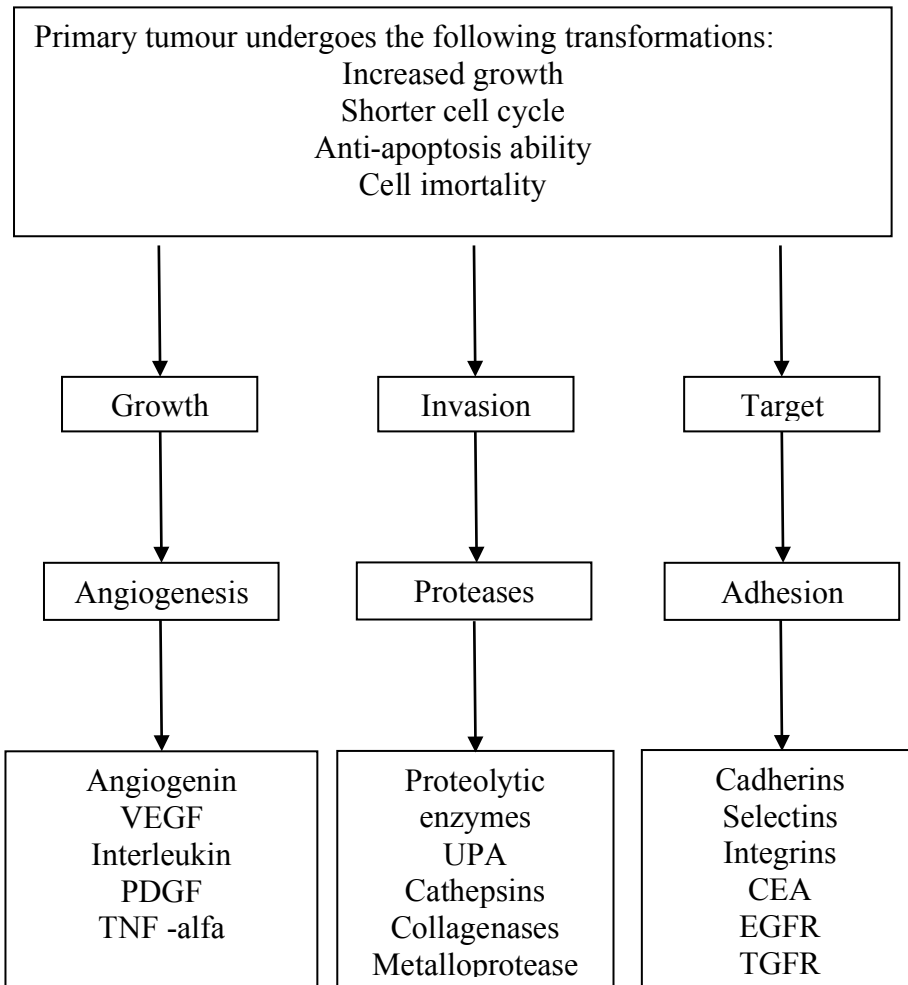 Primary tumour undergoes the following transformations:
Increased growth
Shorter cell cycle
Anti-apoptosis ability
Cell imortality
Growth
Invasion
Target
Angiogenesis
Proteases
Adhesion
Angiogenin
VEGF
Interleukin
PDGF
TNF -alfa
Proteolytic
enzymes
UPA
Cathepsins
Collagenases
Metalloprotease
Cadherins
Selectins
Integrins
CEA
EGFR
TGFR